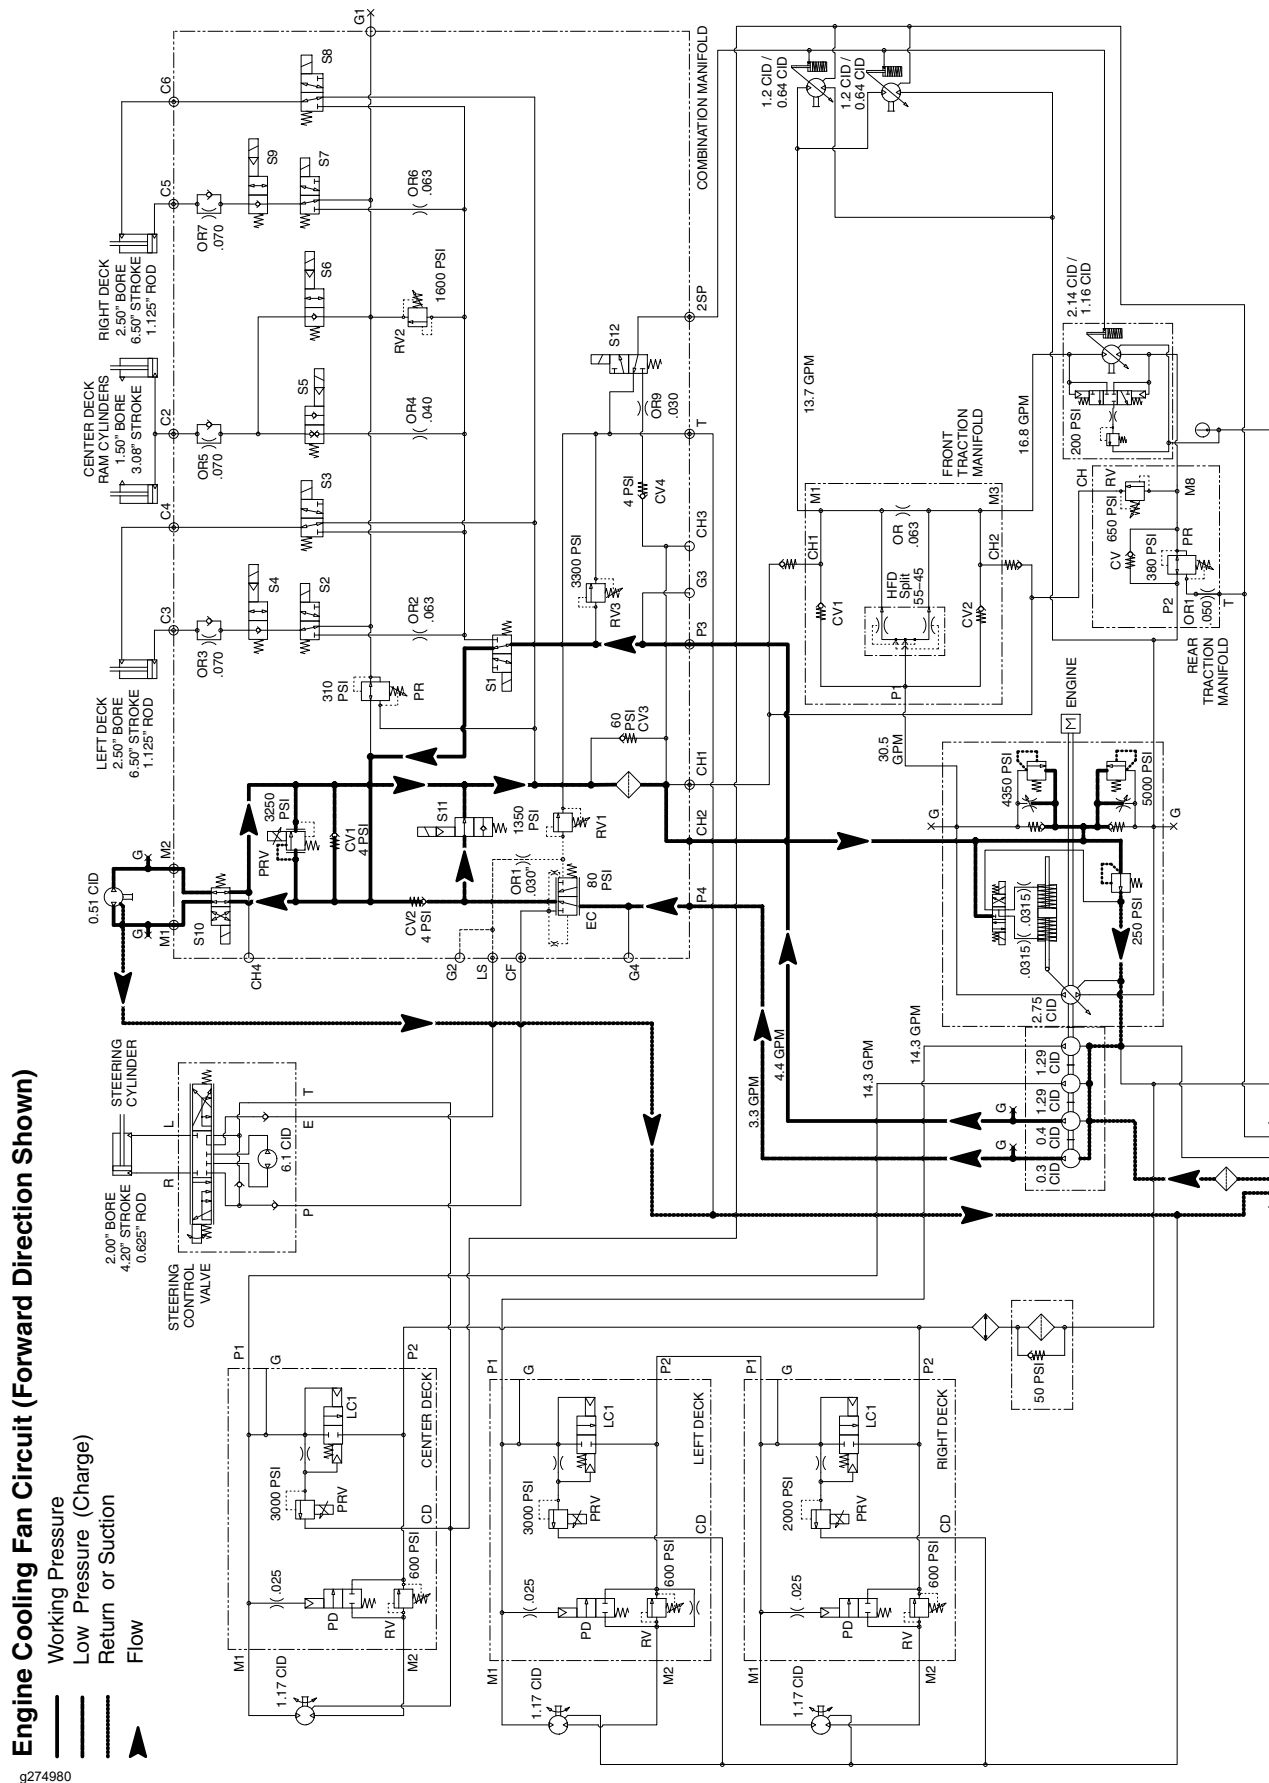 Engine Cooling Fan Circuit (Forward Direction Shown)
Working Pressure
Low Pressure (Charge)
Return or Suction
Flow
g274980
STEERING
CYLINDER
2.00" BORE
4.20" STROKE
0.625" ROD
STEERING
CONTROL
VALVE
R
L
6.1 CID
P
E
T
LEFT DECK
2.50" BORE
6.50" STROKE
1.125" ROD
CENTER DECK
RAM CYLINDERS
1.50" BORE
3.08" STROKE
RIGHT DECK
2.50" BORE
6.50" STROKE
1.125" ROD
0.51 CID
G
G
M1
M2
C3
C4
C2
C5
C6
G1
S10
CH4
PRV
3250
PSI
CV1
4 PSI
CV2
4 PSI
OR3
.070
S4
S2
OR2
.063
S3
OR5
.070
S5
OR4
.040
S6
RV2
1600 PSI
OR7
.070
S9
S7
OR6
.063
S8
310
PSI
PR
S1
S11
1350
PSI
RV1
OR1
.030"
80
PSI
EC
G2
LS
CF
G4
60
PSI
CV3
3300 PSI
RV3
4 PSI
CV4
OR9
.030
S12
P4
CH2
CH1
P3
G3
CH3
T
2SP
COMBINATION MANIFOLD
1.2 CID /
0.64 CID
1.2 CID /
0.64 CID
13.7 GPM
16.8 GPM
FRONT
TRACTION
MANIFOLD
M1
CH1
CV1
HFD
Split
55-45
OR
.063
CV2
CH2
M3
P1
30.5
GPM
2.14 CID /
1.16 CID
200 PSI
CH
RV
650 PSI
M8
CV
380 PSI
PR
P2
OR1
.050
T
REAR
TRACTION
MANIFOLD
M
ENGINE
4350 PSI
5000 PSI
G
G
250 PSI
.0315
.0315
2.75
CID
3.3 GPM
4.4 GPM
14.3 GPM
14.3 GPM
G
G
0.3
CID
0.4
CID
1.29
CID
1.29
CID
50 PSI
P1
G
P2
LC1
3000 PSI
PRV
CENTER DECK
CD
.025
PD
600 PSI
RV
M1
M2
1.17 CID
P1
G
P2
LC1
3000 PSI
PRV
LEFT DECK
CD
.025
PD
600 PSI
RV
M1
M2
1.17 CID
P1
G
P2
LC1
2000 PSI
PRV
RIGHT DECK
CD
.025
PD
600 PSI
RV
M1
M2
1.17 CID